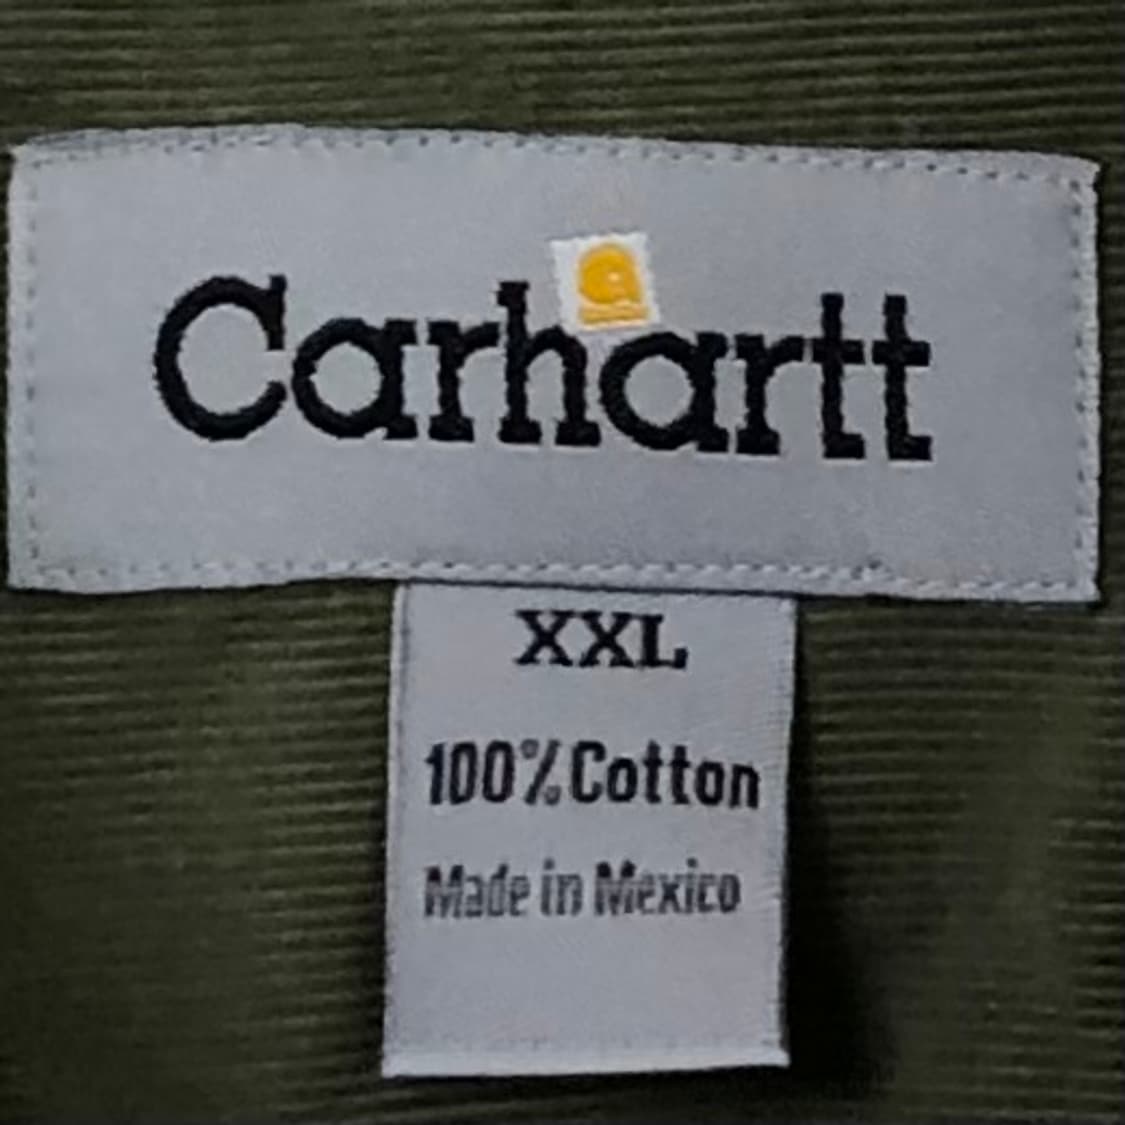 Carhartt
XXL
100% Cotton
Made in Mexico